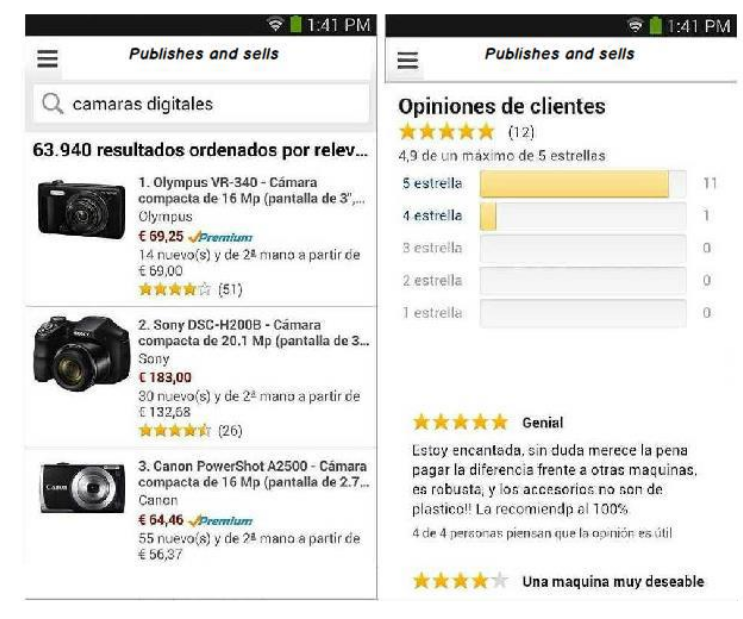 1:41 PM
Publishes and sells
camaras digitales
63.940 resultados ordenados por relev...
1. Olympus VR-340 - Cámara
compacta de 16 Mp (pantalla de 3",...
Olympus
€ 69,25 Premium
14 nuevo(s) y de 2ª mano a partir de
€ 69,00
(51)
SONY
2. Sony DSC-H200B - Cámara
compacta de 20.1 Mp (pantalla de 3...
Sony
€ 183,00
30 nuevo(s) y de 2ª mano a partir de
€ 132,68
(26)
Canon
3. Canon PowerShot A2500 - Cámara
compacta de 16 Mp (pantalla de 2.7...
Canon
€ 64,46 Premium
55 nuevo(s) y de 2ª mano a partir de
€ 56,37
1:41 PM
Publishes and sells
Opiniones de clientes
(12)
4,9 de un máximo de 5 estrellas
5 estrella 11
4 estrella 1
3 estrella 0
2 estrella 0
1 estrella 0
Genial
Estoy encantada, sin duda merece la pena
pagar la diferencia frente a otras maquinas,
es robusta, y los accesorios no son de
plastico!! La recomiendp al 100%
4 de 4 personas piensan que la opinión es útil
Una maquina muy deseable